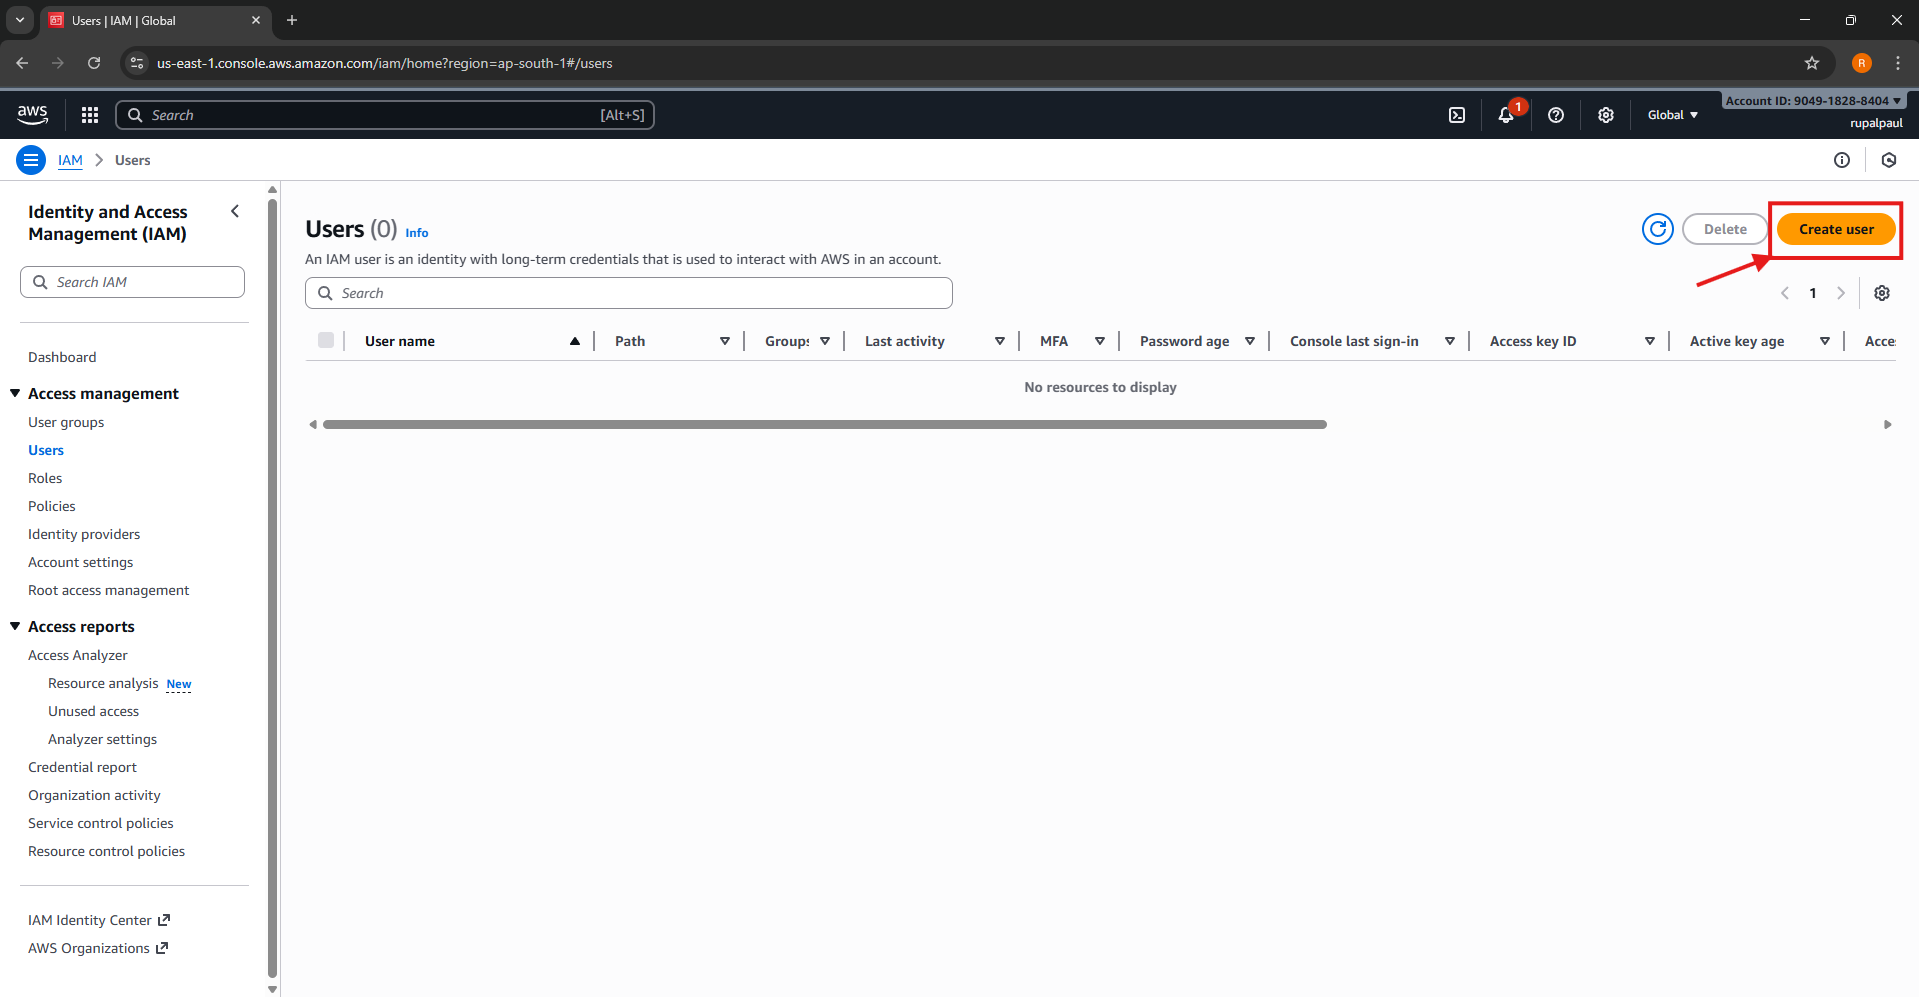 Users | IAM | Global
us-east-1.console.aws.amazon.com/iam/home?region=ap-south-1#/users
R
aws
Search
[Alt+S]
1
Global
Account ID: 9049-1828-8404
rupalpaul
IAM
Users
Identity and Access
Management (IAM)
Search IAM
Dashboard
Access management
User groups
Users
Roles
Policies
Identity providers
Account settings
Root access management
Access reports
Access Analyzer
Resource analysis New
Unused access
Analyzer settings
Credential report
Organization activity
Service control policies
Resource control policies
IAM Identity Center
AWS Organizations
Users (0) Info
Delete
Create user
An IAM user is an identity with long-term credentials that is used to interact with AWS in an account.
Search
1
User name Path Groups Last activity MFA Password age Console last sign-in Access key ID Active key age Acce
No resources to display